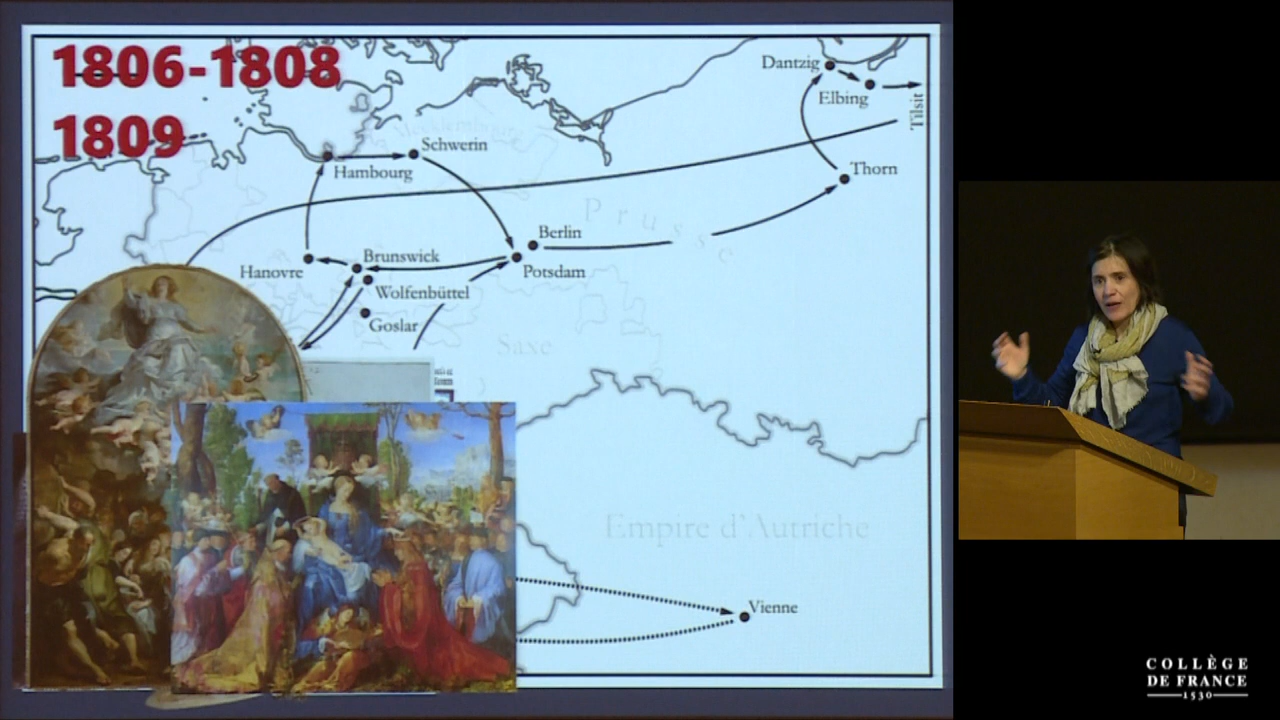 1806-1808
1809
Dantzig
Elbing
Tilsit
Mecklembourg
Schwerin
Hambourg
Thorn
Prusse
Berlin
Hanovre
Brunswick
Potsdam
Wolfenbüttel
Goslar
Saxe
Empire d'Autriche
Vienne
COLLÈGE
DE FRANCE
1530